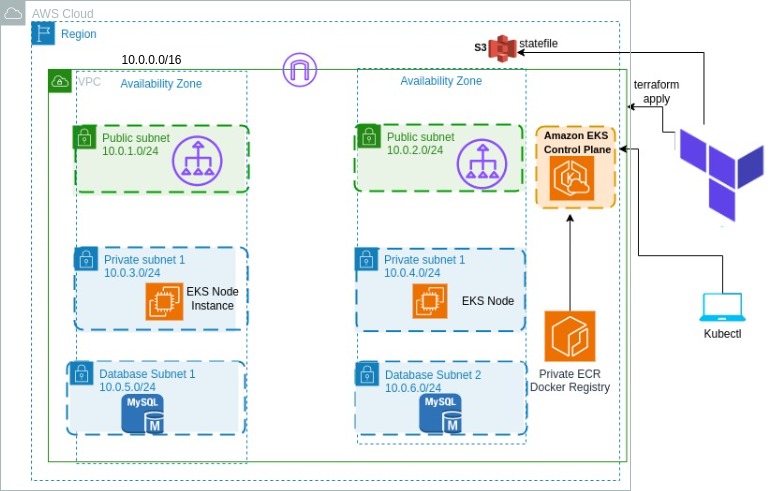 AWS Cloud
Region
S3
statefile
10.0.0.0/16
VPC
Availability Zone
Availability Zone
terraform
apply
Public subnet
10.0.1.0/24
Public subnet
10.0.2.0/24
Amazon EKS
Control Plane
Private subnet 1
10.0.3.0/24
EKS Node
Instance
Private subnet 1
10.0.4.0/24
EKS Node
Kubectl
Database Subnet 1
10.0.5.0/24
MySQL
M
Database Subnet 2
10.0.6.0/24
MySQL
M
Private ECR
Docker Registry